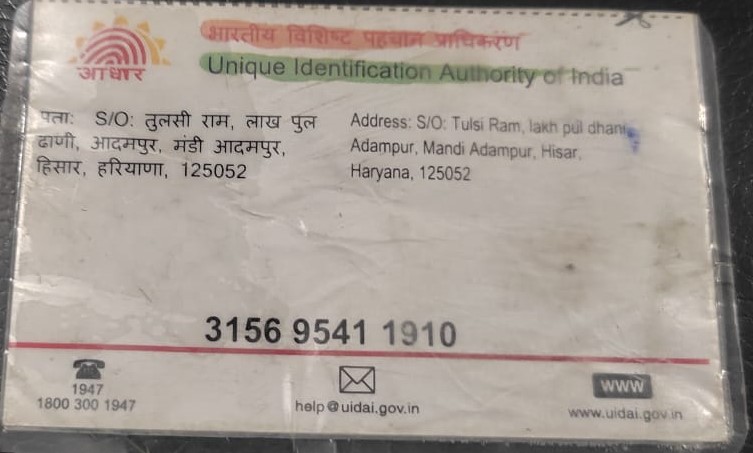 भारतीय विशिष्ट पहचान प्राधिकरण
आधार
Unique Identification Authority of India
पता: S/O: तुलसी राम, लाख पुल
ढाणी, आदमपुर, मंडी आदमपुर,
हिसार, हरियाणा, 125052
Address: S/O: Tulsi Ram, lakh pul dhani,
Adampur, Mandi Adampur, Hisar,
Haryana, 125052
3156 9541 1910
1947
1800 300 1947
help@uidai.gov.in
www
www.uidai.gov.in